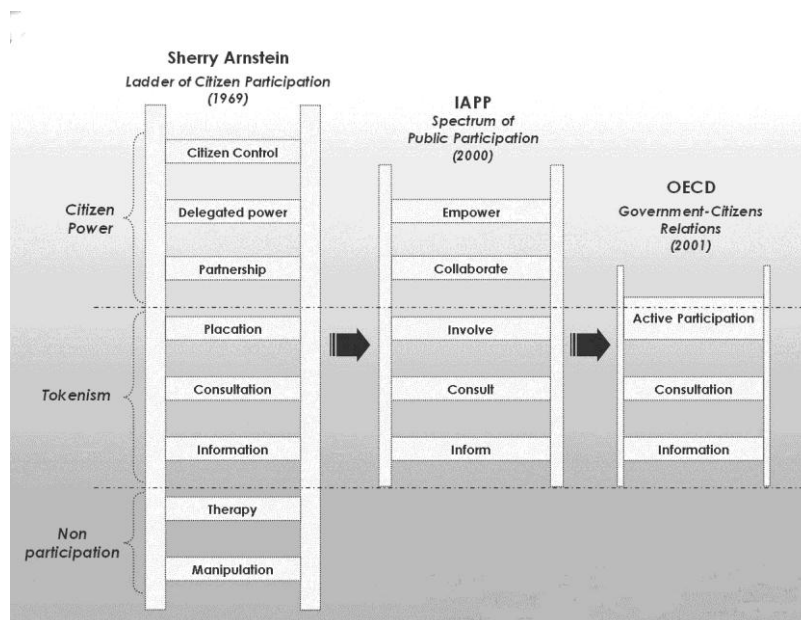 Sherry Arnstein
Ladder of Citizen Participation
(1969)
Citizen Control
Delegated power
Partnership
Placation
Consultation
Information
Therapy
Manipulation
Citizen
Power
Tokenism
Non
participation
IAPP
Spectrum of
Public Participation
(2000)
Empower
Collaborate
Involve
Consult
Inform
OECD
Government-Citizens
Relations
(2001)
Active Participation
Consultation
Information